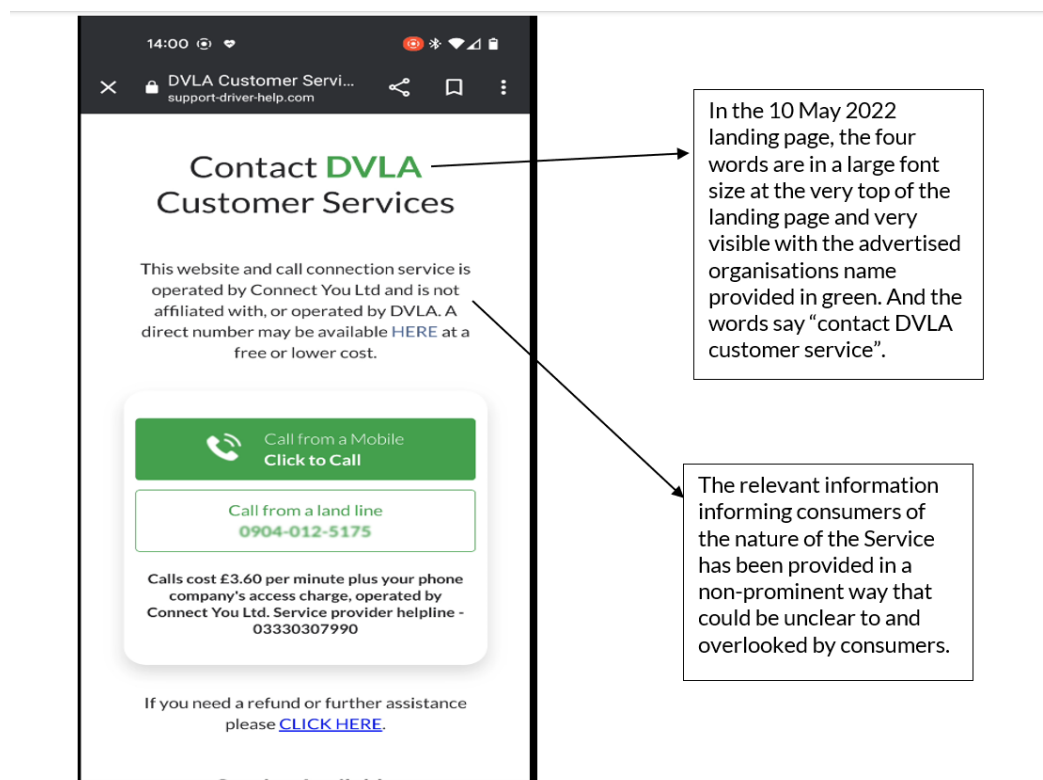 14:00
DVLA Customer Servi...
support-driver-help.com
Contact DVLA
Customer Services
This website and call connection service is
operated by Connect You Ltd and is not
affiliated with, or operated by DVLA. A
direct number may be available HERE at a
free or lower cost.
Call from a Mobile
Click to Call
Call from a land line
0904-012-5175
Calls cost £3.60 per minute plus your phone
company's access charge, operated by
Connect You Ltd. Service provider helpline -
03330307990
If you need a refund or further assistance
please CLICK HERE.
In the 10 May 2022
landing page, the four
words are in a large font
size at the very top of the
landing page and very
visible with the advertised
organisations name
provided in green. And the
words say “contact DVLA
customer service”.
The relevant information
informing consumers of
the nature of the Service
has been provided in a
non-prominent way that
could be unclear to and
overlooked by consumers.